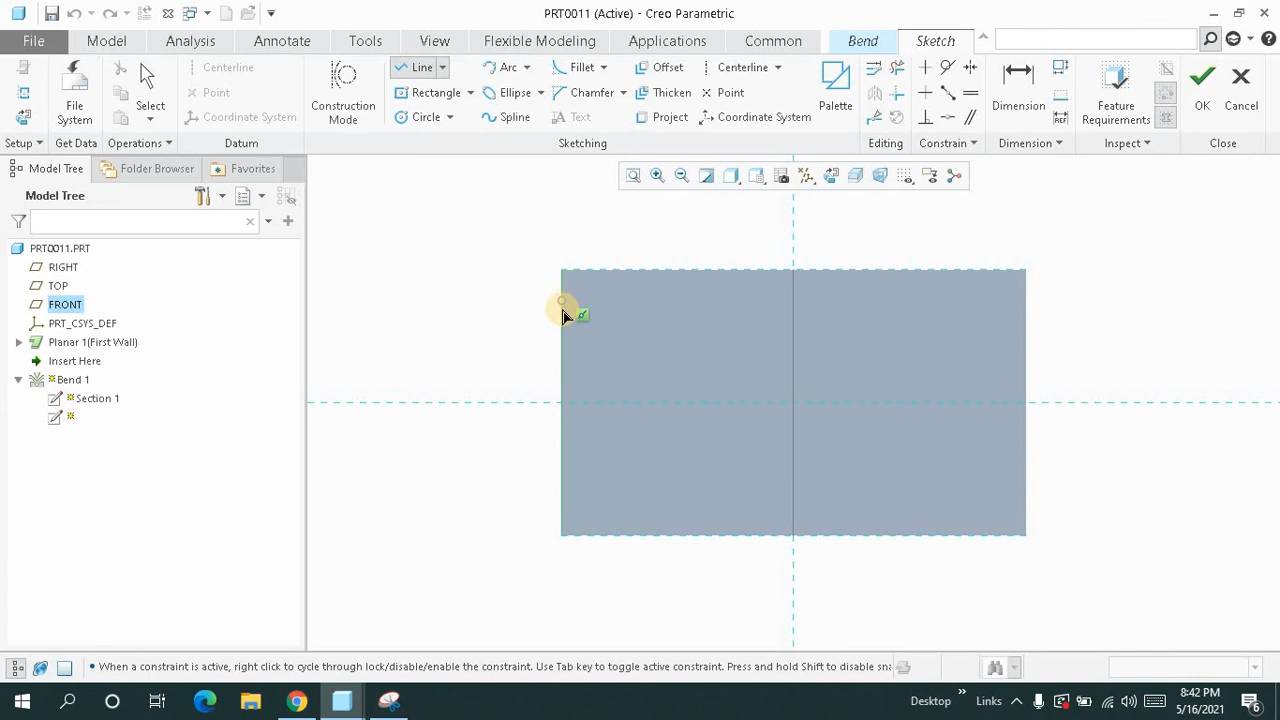 PRT0011 (Active) - Creo Parametric
File Model Analysis Annotate Tools View Flexible Modeling Applications Common Bend Sketch
Line Arc Fillet Offset Centerline
Centerline
Rectangle Ellipse Chamfer Thicken Point
Point
Circle Spline Text Project Coordinate System
Coordinate System
File System
Select
Construction Mode
Palette
Dimension
Feature Requirements
OK
Cancel
Setup Get Data Operations Datum Sketching Editing Constrain Dimension Inspect Close
Model Tree Folder Browser Favorites
Model Tree
PRT0011.PRT
RIGHT
TOP
FRONT
PRT_CSYS_DEF
Planar 1(First Wall)
Insert Here
Bend 1
Section 1
When a constraint is active, right click to cycle through lock/disable/enable the constraint. Use Tab key to toggle active constraint. Press and hold Shift to disable sna
Desktop
Links
8:42 PM
5/16/2021
6